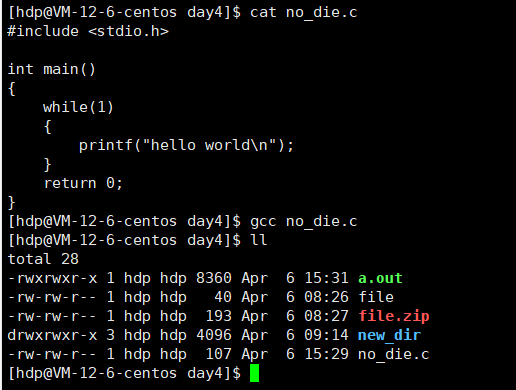 [hdp@VM-12-6-centos day4]$ cat no_die.c
#include <stdio.h>

int main()
{
    while(1)
    {
        printf("hello world\n");
    }
    return 0;
}
[hdp@VM-12-6-centos day4]$ gcc no_die.c
[hdp@VM-12-6-centos day4]$ ll
total 28
-rwxrwxr-x 1 hdp hdp 8360 Apr  6 15:31 a.out
-rw-rw-r-- 1 hdp hdp   40 Apr  6 08:26 file
-rw-rw-r-- 1 hdp hdp  193 Apr  6 08:27 file.zip
drwxrwxr-x 3 hdp hdp 4096 Apr  6 09:14 new_dir
-rw-rw-r-- 1 hdp hdp  107 Apr  6 15:29 no_die.c
[hdp@VM-12-6-centos day4]$